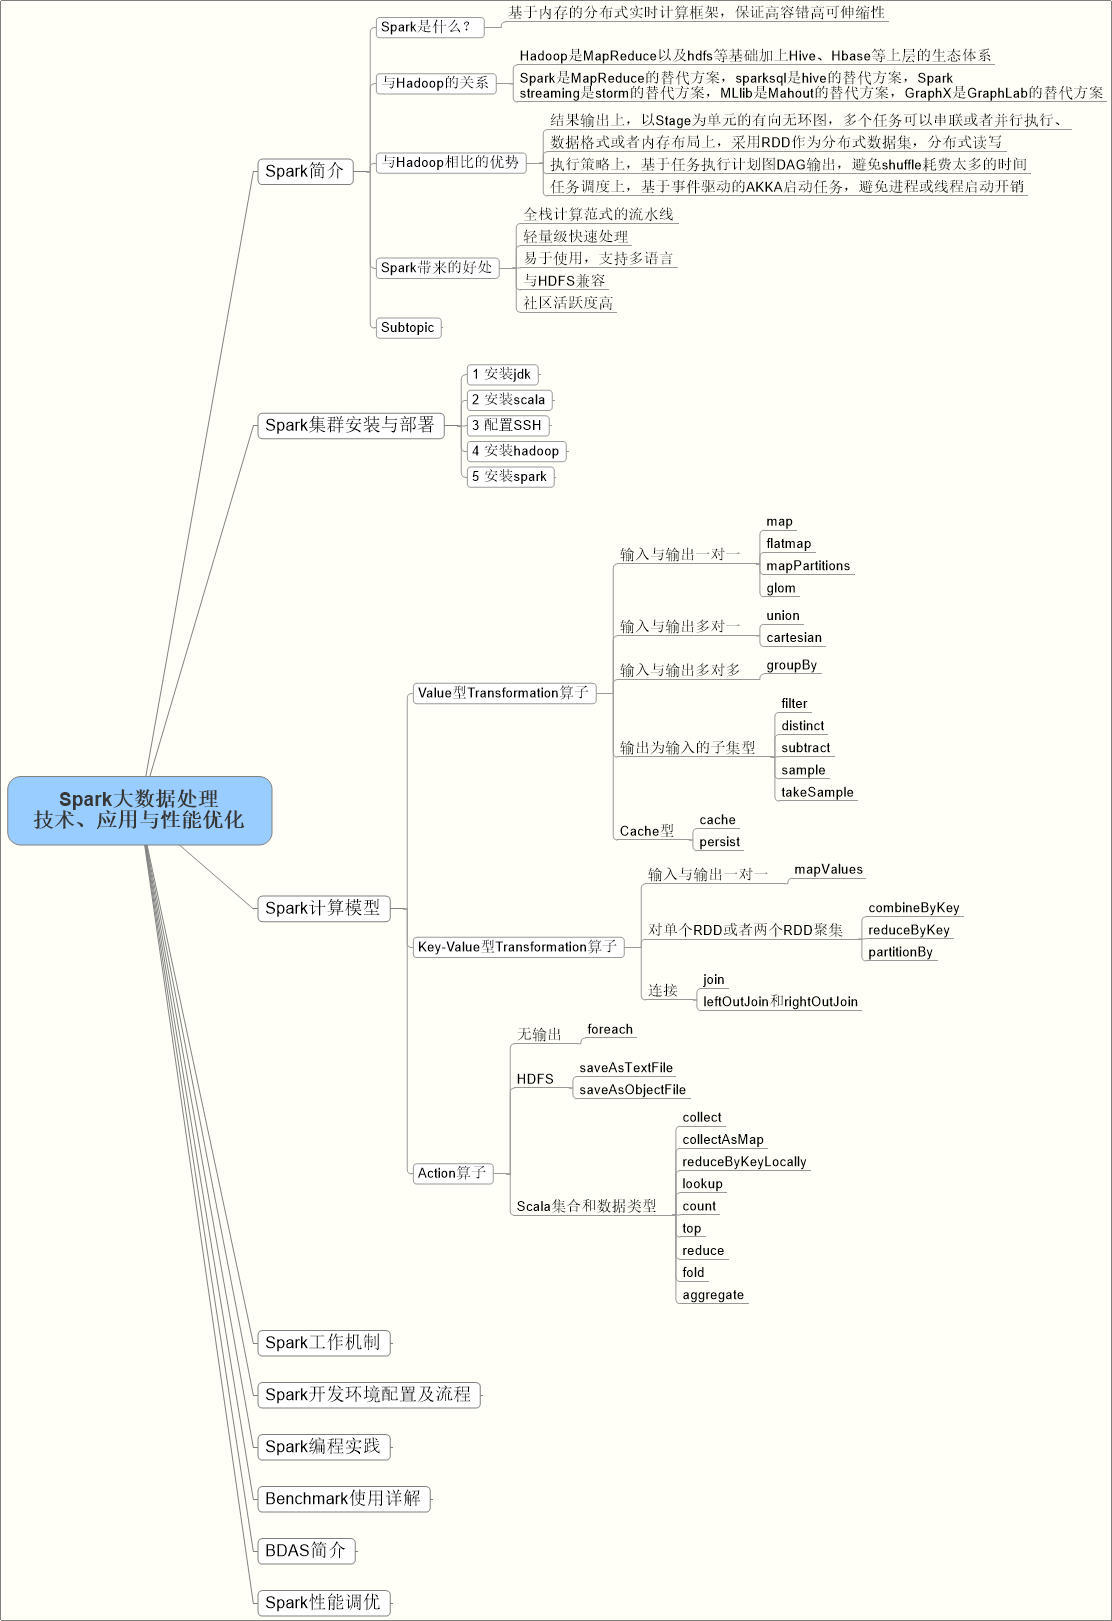 Spark大数据处理
技术、应用与性能优化
Spark简介
Spark是什么？
基于内存的分布式实时计算框架，保证高容错高可伸缩性
与Hadoop的关系
Hadoop是MapReduce以及hdfs等基础加上Hive、Hbase等上层的生态体系
Spark是MapReduce的替代方案，sparksql是hive的替代方案，Spark
streaming是storm的替代方案，MLlib是Mahout的替代方案，GraphX是GraphLab的替代方案
与Hadoop相比的优势
结果输出上，以Stage为单元的有向无环图，多个任务可以串联或者并行执行、
数据格式或者内存布局上，采用RDD作为分布式数据集，分布式读写
执行策略上，基于任务执行计划图DAG输出，避免shuffle耗费太多的时间
任务调度上，基于事件驱动的AKKA启动任务，避免进程或线程启动开销
Spark带来的好处
全栈计算范式的流水线
轻量级快速处理
易于使用，支持多语言
与HDFS兼容
社区活跃度高
Subtopic
Spark集群安装与部署
1 安装jdk
2 安装scala
3 配置SSH
4 安装hadoop
5 安装spark
Spark计算模型
Value型Transformation算子
输入与输出一对一
map
flatmap
mapPartitions
glom
输入与输出多对一
union
cartesian
输入与输出多对多
groupBy
输出为输入的子集型
filter
distinct
subtract
sample
takeSample
Cache型
cache
persist
Key-Value型Transformation算子
输入与输出一对一
mapValues
对单个RDD或者两个RDD聚集
combineByKey
reduceByKey
partitionBy
连接
join
leftOutJoin和rightOutJoin
Action算子
无输出
foreach
HDFS
saveAsTextFile
saveAsObjectFile
Scala集合和数据类型
collect
collectAsMap
reduceByKeyLocally
lookup
count
top
reduce
fold
aggregate
Spark工作机制
Spark开发环境配置及流程
Spark编程实践
Benchmark使用详解
BDAS简介
Spark性能调优